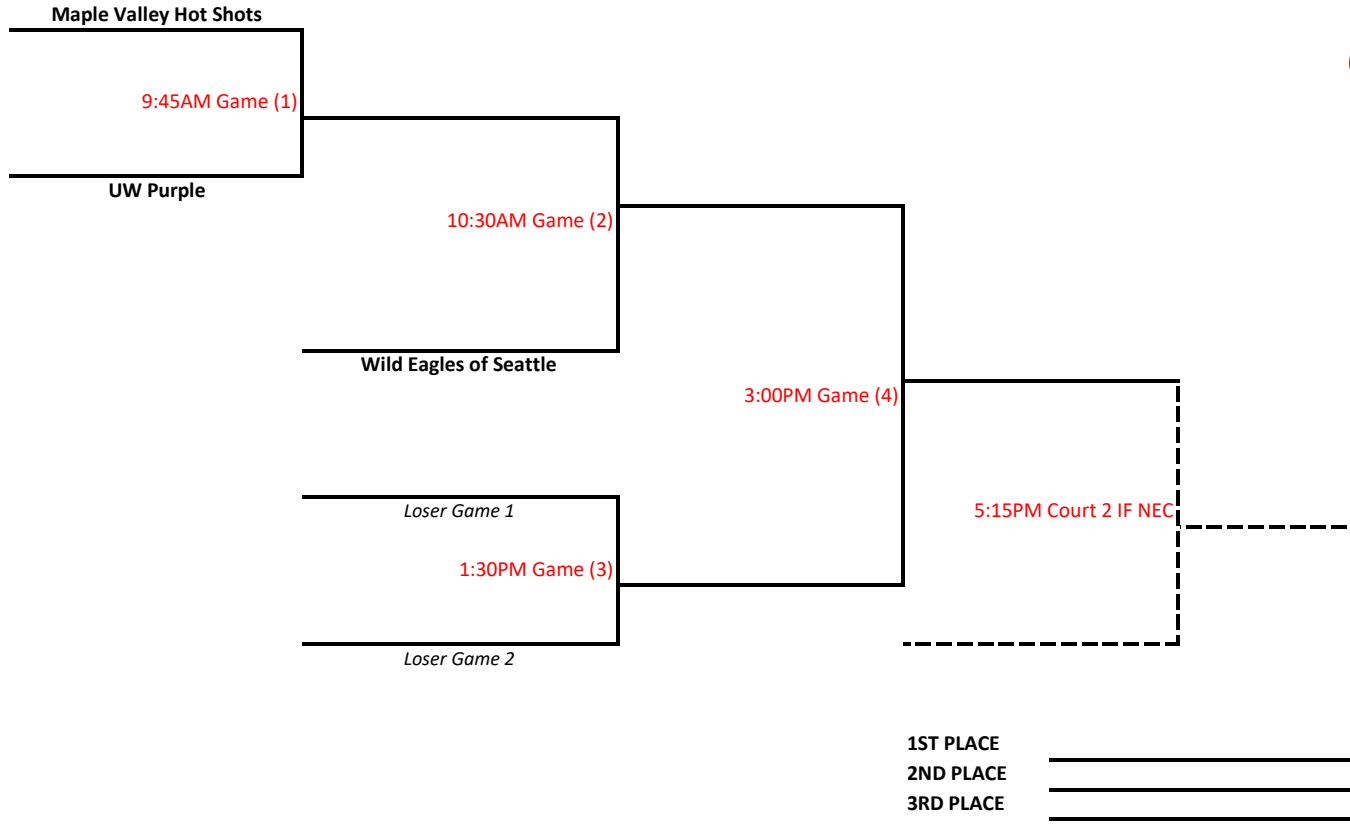 Maple Valley Hot Shots
9:45AM Game (1)
UW Purple
10:30AM Game (2)
Wild Eagles of Seattle
3:00PM Game (4)
Loser Game 1
5:15PM Court 2 IF NEC
1:30PM Game (3)
Loser Game 2
1ST PLACE
2ND PLACE
3RD PLACE